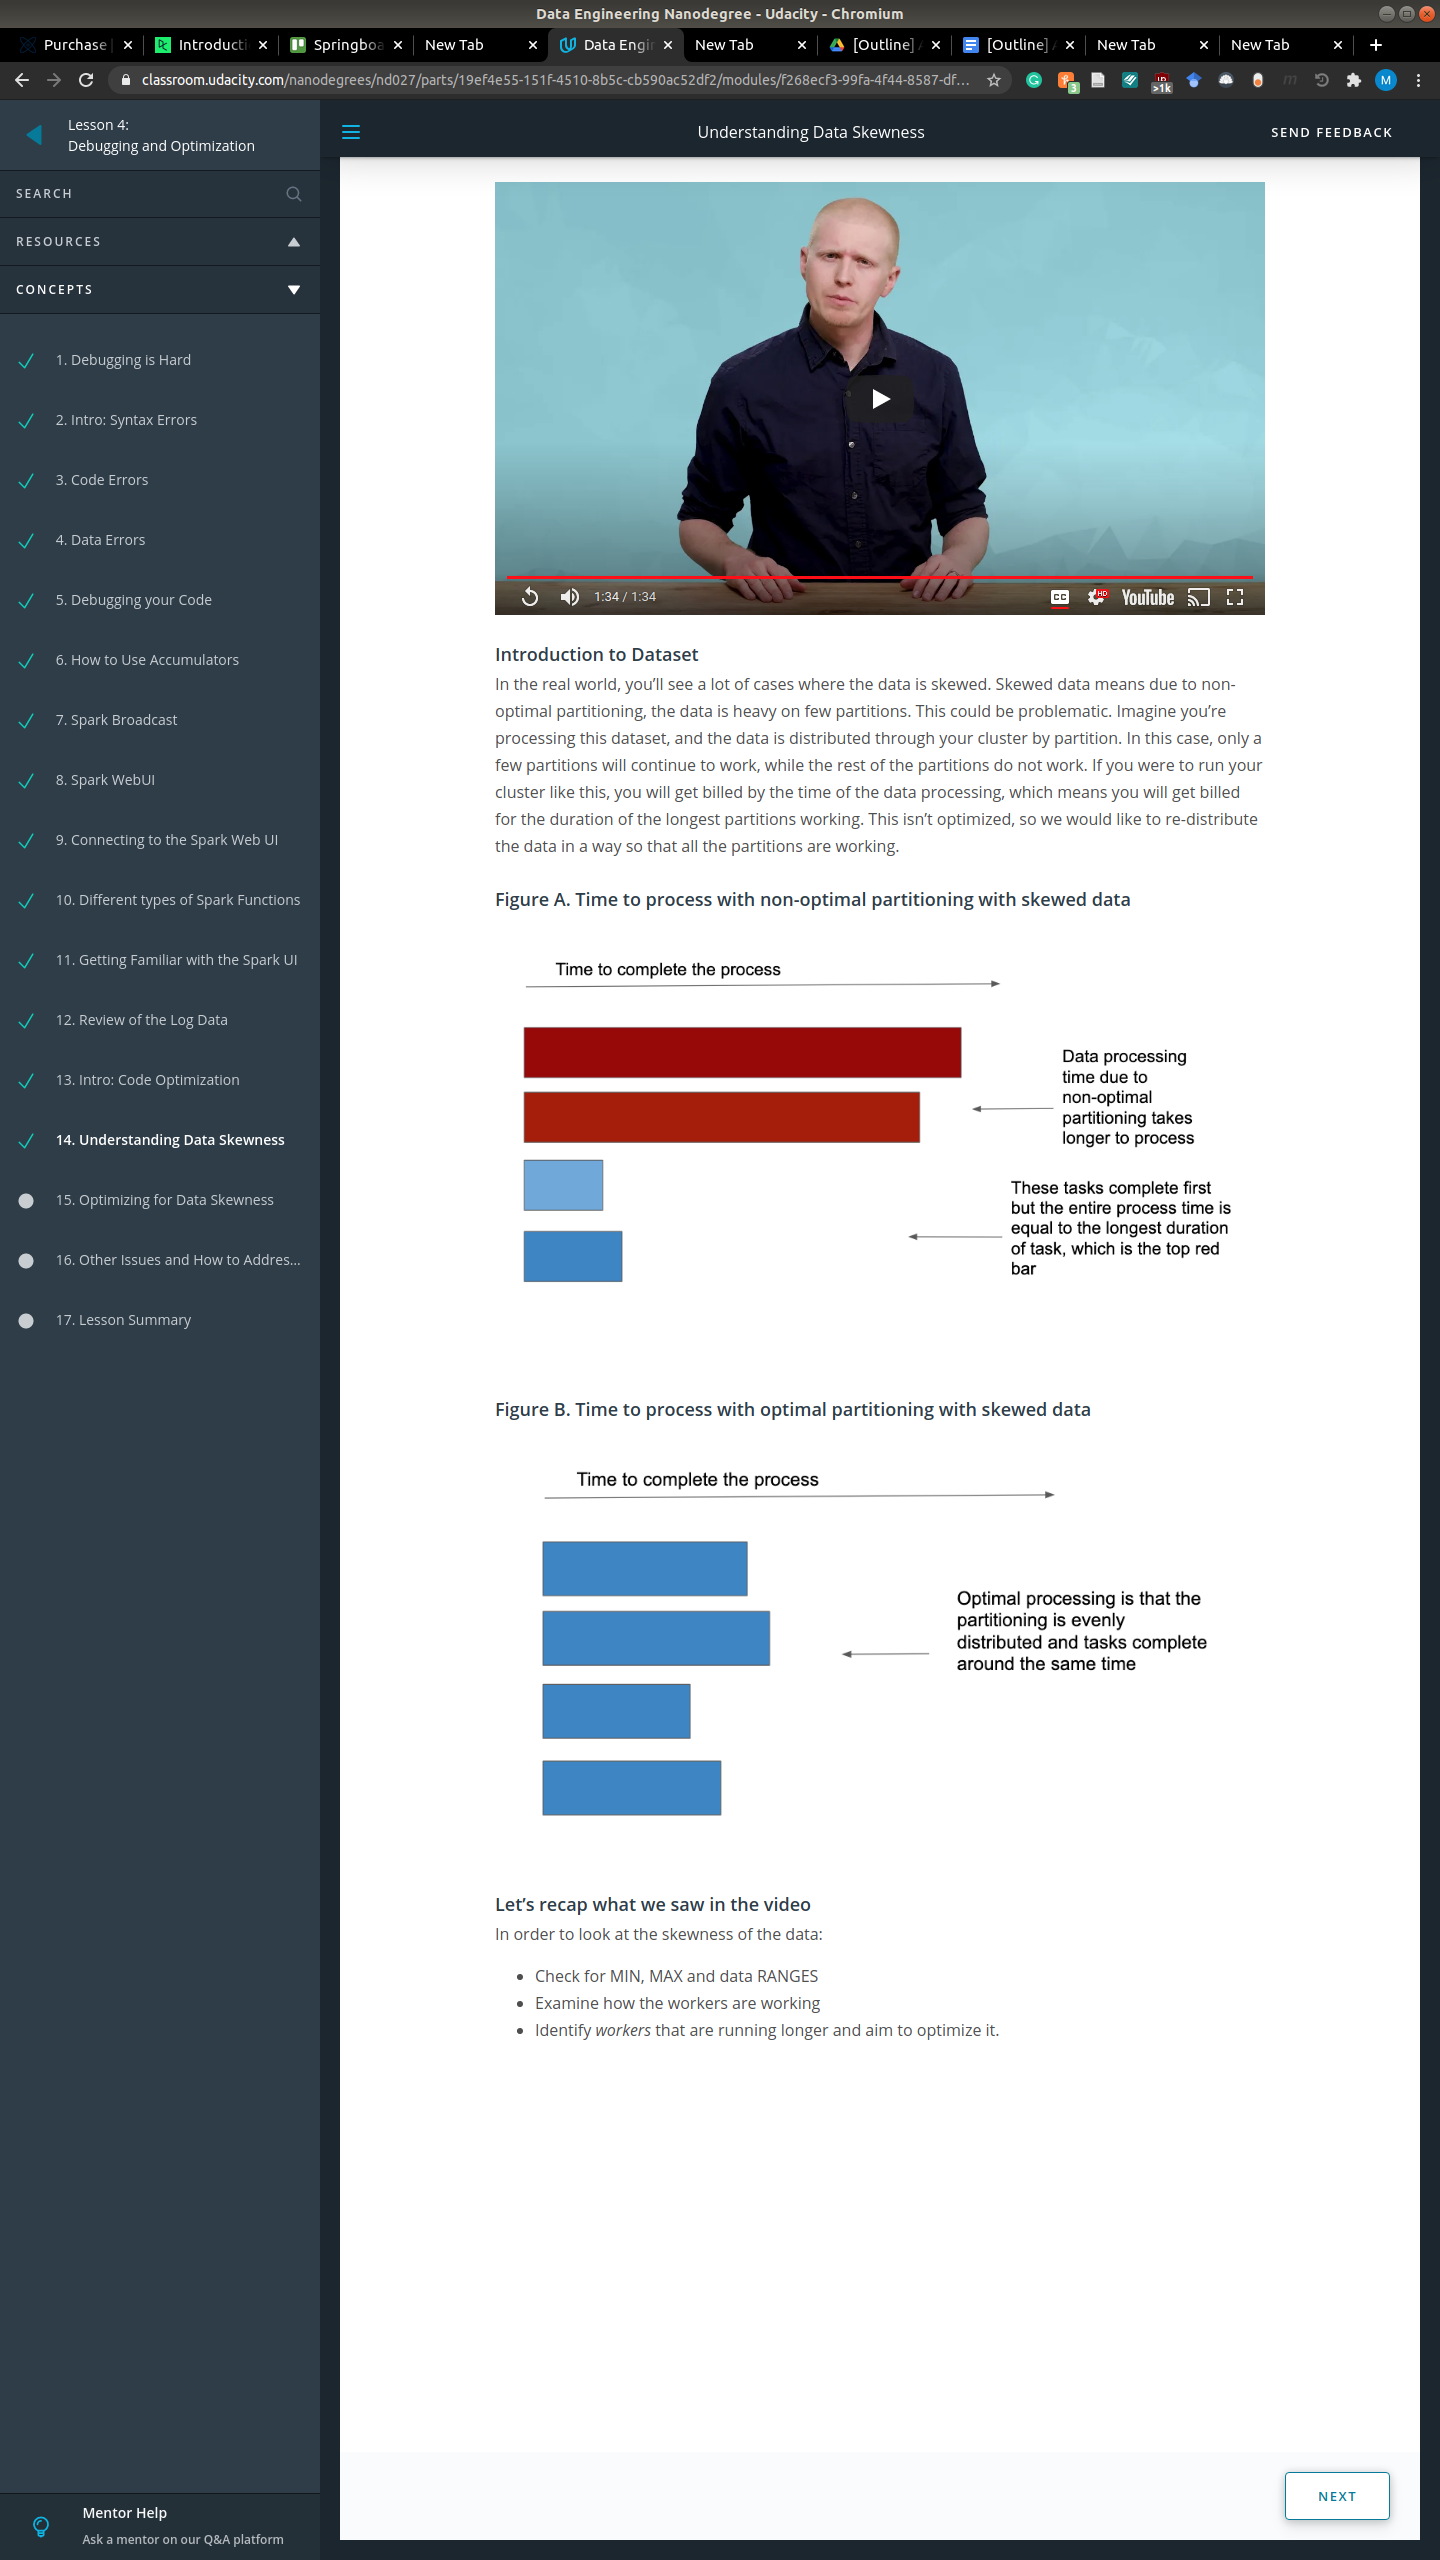 Data Engineering Nanodegree - Udacity - Chromium
Purchase
Introducti
Springboa
New Tab
Data Engin
New Tab
[Outline]
[Outline]
New Tab
New Tab
classroom.udacity.com/nanodegrees/nd027/parts/19ef4e55-151f-4510-8b5c-cb590ac52df2/modules/f268ecf3-99fa-4f44-8587-df...
3
>1k
M
Lesson 4:
Debugging and Optimization
Understanding Data Skewness
SEND FEEDBACK
SEARCH
RESOURCES
CONCEPTS
1. Debugging is Hard
2. Intro: Syntax Errors
3. Code Errors
4. Data Errors
5. Debugging your Code
6. How to Use Accumulators
7. Spark Broadcast
8. Spark WebUI
9. Connecting to the Spark Web UI
10. Different types of Spark Functions
11. Getting Familiar with the Spark UI
12. Review of the Log Data
13. Intro: Code Optimization
14. Understanding Data Skewness
15. Optimizing for Data Skewness
16. Other Issues and How to Addres...
17. Lesson Summary
Mentor Help
Ask a mentor on our Q&A platform
1:34 / 1:34
CC
HD
YouTube
Introduction to Dataset
In the real world, you’ll see a lot of cases where the data is skewed. Skewed data means due to non-
optimal partitioning, the data is heavy on few partitions. This could be problematic. Imagine you’re
processing this dataset, and the data is distributed through your cluster by partition. In this case, only a
few partitions will continue to work, while the rest of the partitions do not work. If you were to run your
cluster like this, you will get billed by the time of the data processing, which means you will get billed
for the duration of the longest partitions working. This isn’t optimized, so we would like to re-distribute
the data in a way so that all the partitions are working.
Figure A. Time to process with non-optimal partitioning with skewed data
Time to complete the process
Data processing
time due to
non-optimal
partitioning takes
longer to process
These tasks complete first
but the entire process time is
equal to the longest duration
of task, which is the top red
bar
Figure B. Time to process with optimal partitioning with skewed data
Time to complete the process
Optimal processing is that the
partitioning is evenly
distributed and tasks complete
around the same time
Let’s recap what we saw in the video
In order to look at the skewness of the data:
• Check for MIN, MAX and data RANGES
• Examine how the workers are working
• Identify workers that are running longer and aim to optimize it.
NEXT